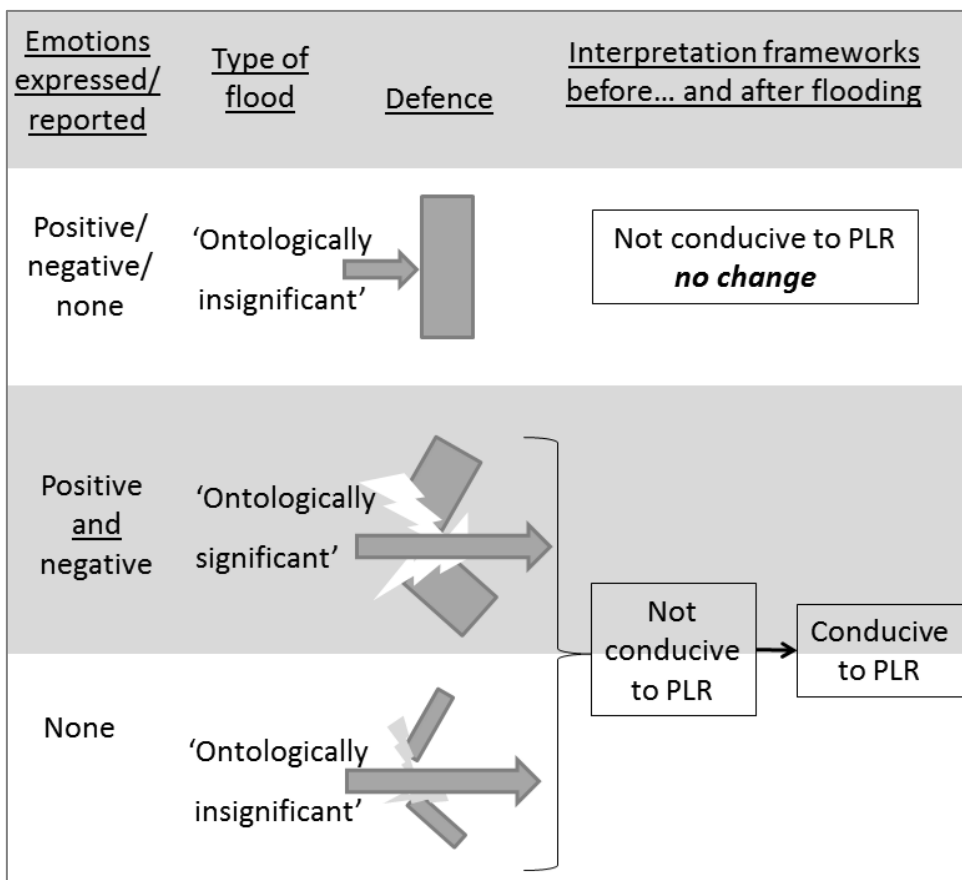 Emotions
expressed/
reported
Type of
flood
Defence
Interpretation frameworks
before... and after flooding
Positive/
negative/
none
‘Ontologically
insignificant’
Not conducive to PLR
no change
Positive
and
negative
‘Ontologically
significant’
Not
conducive
to PLR
Conducive
to PLR
None
‘Ontologically
insignificant’